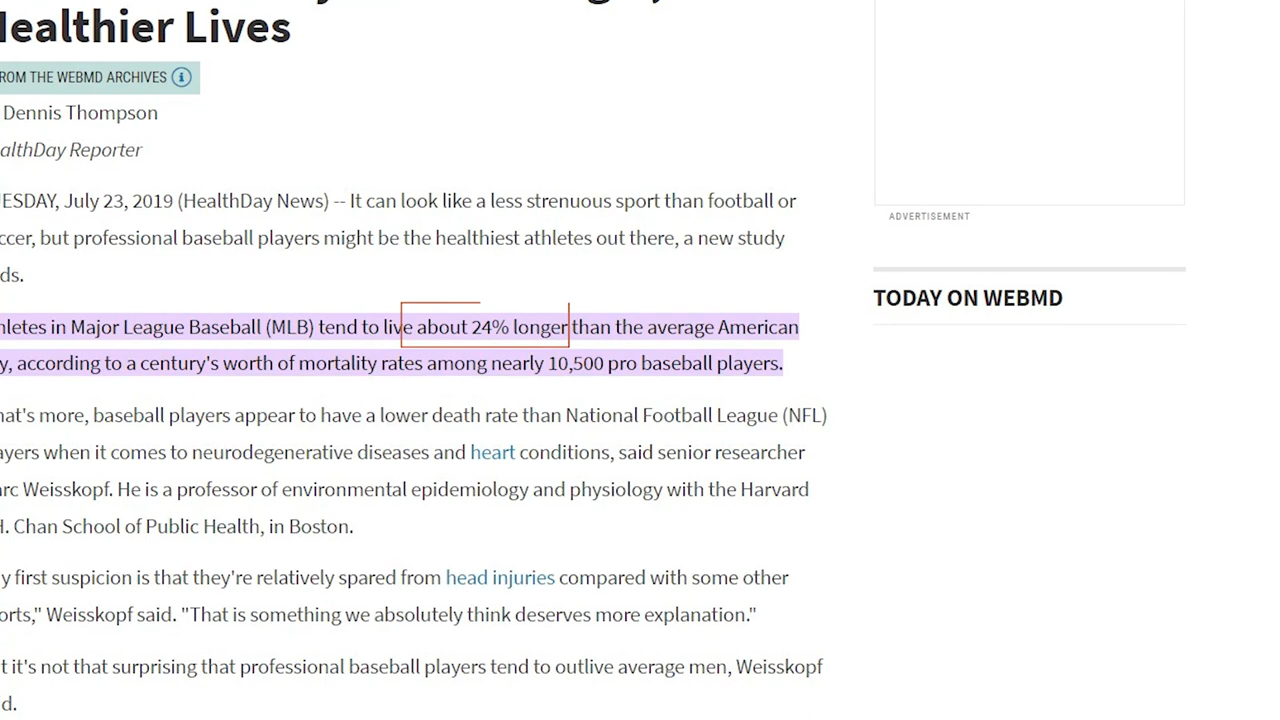 Healthier Lives
FROM THE WEBMD ARCHIVES
Dennis Thompson
althDay Reporter
ESDAY, July 23, 2019 (HealthDay News) -- It can look like a less strenuous sport than football or
ccer, but professional baseball players might be the healthiest athletes out there, a new study
ds.
hletes in Major League Baseball (MLB) tend to live about 24% longer than the average American
y, according to a century's worth of mortality rates among nearly 10,500 pro baseball players.
hat's more, baseball players appear to have a lower death rate than National Football League (NFL)
ayers when it comes to neurodegenerative diseases and heart conditions, said senior researcher
arc Weisskopf. He is a professor of environmental epidemiology and physiology with the Harvard
H. Chan School of Public Health, in Boston.
y first suspicion is that they're relatively spared from head injuries compared with some other
orts," Weisskopf said. "That is something we absolutely think deserves more explanation."
t it's not that surprising that professional baseball players tend to outlive average men, Weisskopf
d.
ADVERTISEMENT
TODAY ON WEBMD